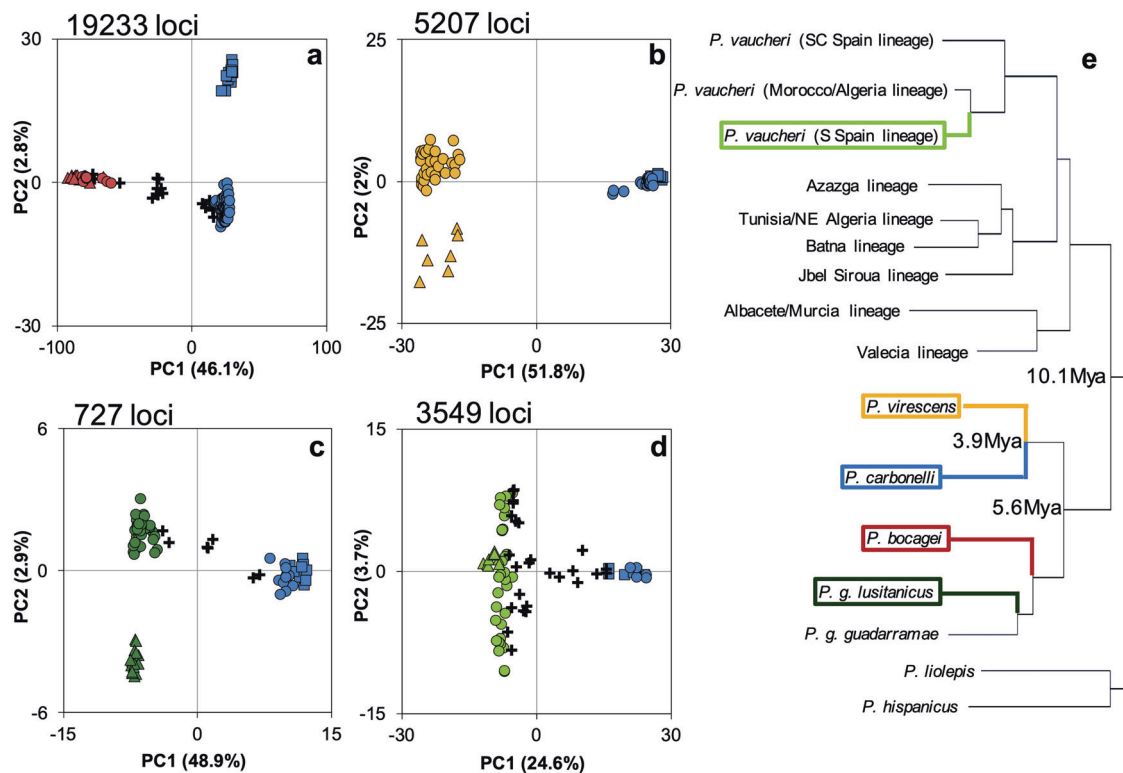 19233 loci
a
30
0
-30
PC2 (2.8%)
-100
0
100
PC1 (46.1%)
5207 loci
b
25
0
-25
PC2 (2%)
-30
0
30
PC1 (51.8%)
727 loci
c
6
0
-6
PC2 (2.9%)
-15
0
15
PC1 (48.9%)
3549 loci
d
15
0
-15
PC2 (3.7%)
-30
0
30
PC1 (24.6%)
e
P. vaucheri (SC Spain lineage)
P. vaucheri (Morocco/Algeria lineage)
P. vaucheri (S Spain lineage)
Azazga lineage
Tunisia/NE Algeria lineage
Batna lineage
Jbel Siroua lineage
Albacete/Murcia lineage
Valecia lineage
10.1Mya
P. virescens
3.9Mya
P. carbonelli
5.6Mya
P. bocagei
P. g. lusitanicus
P. g. guadarramae
P. liolepis
P. hispanicus